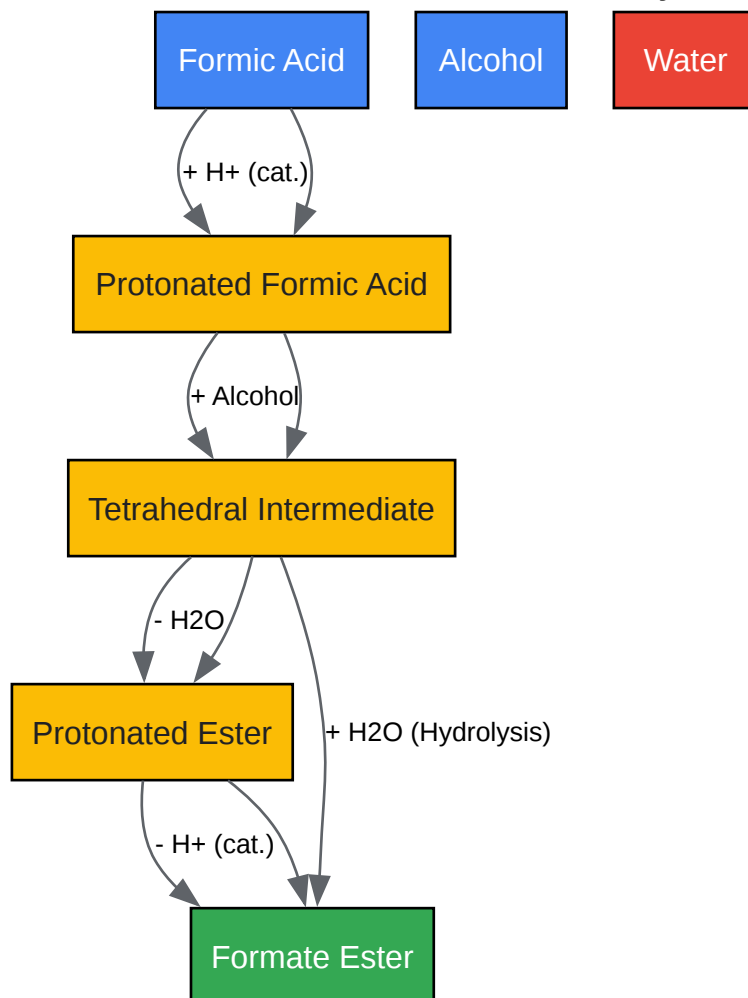 Formic Acid
Alcohol
Water
+ H+ (cat.)
Protonated Formic Acid
+ Alcohol
Tetrahedral Intermediate
- H2O
Protonated Ester
+ H2O (Hydrolysis)
- H+ (cat.)
Formate Ester